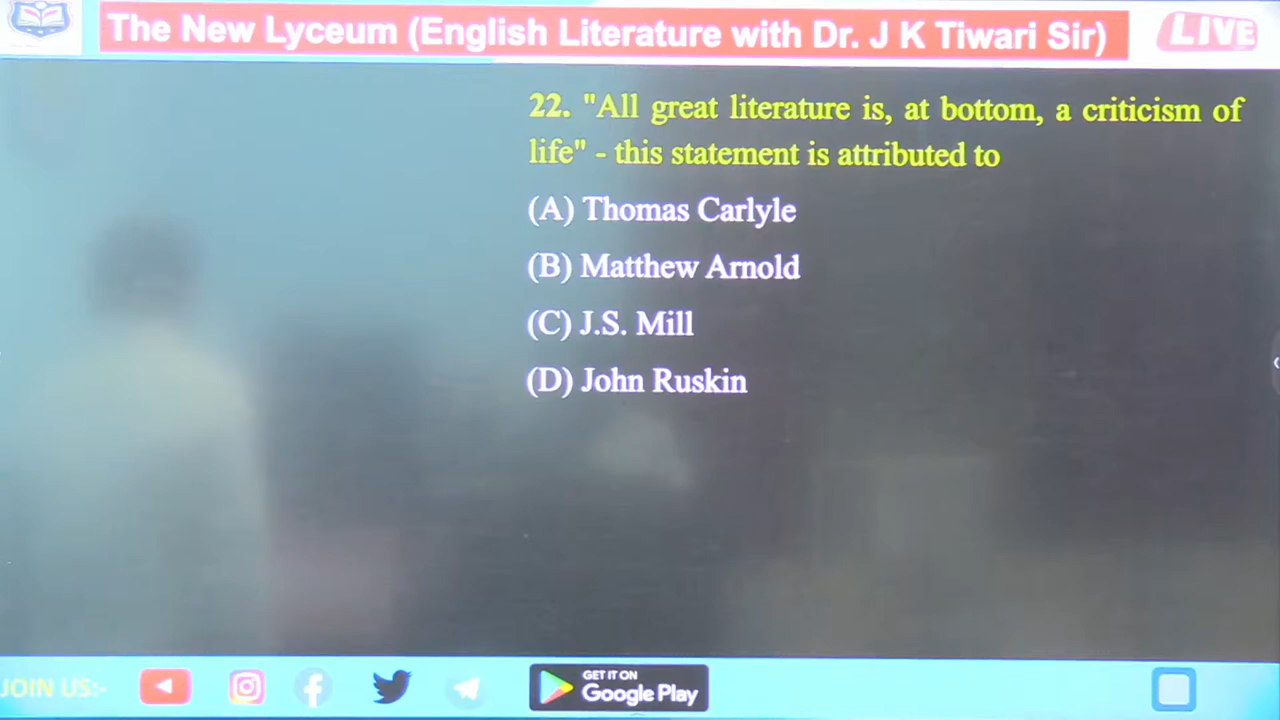 The New Lyceum (English Literature with Dr. J K Tiwari Sir)
LIVE
22. "All great literature is, at bottom, a criticism of
life" - this statement is attributed to
(A) Thomas Carlyle
(B) Matthew Arnold
(C) J.S. Mill
(D) John Ruskin
JOIN US:-
GET IT ON
Google Play